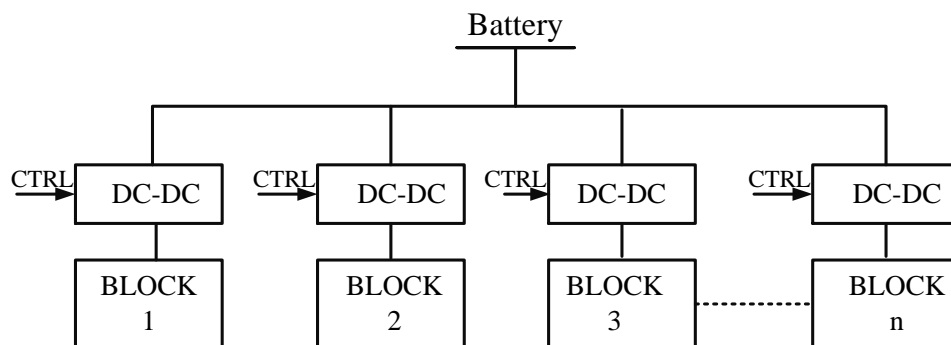 Battery
CTRL
DC-DC
CTRL
DC-DC
CTRL
DC-DC
CTRL
DC-DC
BLOCK
1
BLOCK
2
BLOCK
3
BLOCK
n